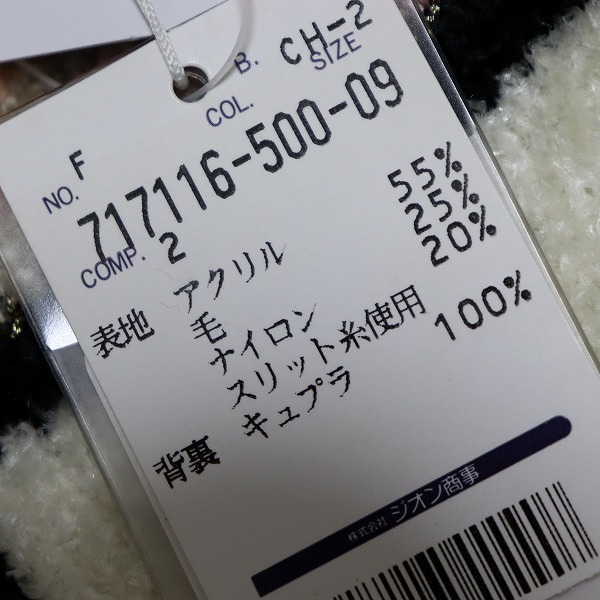 B. CH-2
NO. COL. SIZE
F 717116-500-09
COMP. 2
表地 アクリル 55%
毛 25%
ナイロン 20%
スリット糸使用
背裏 キュプラ 100%
株式会社 ジオン商事